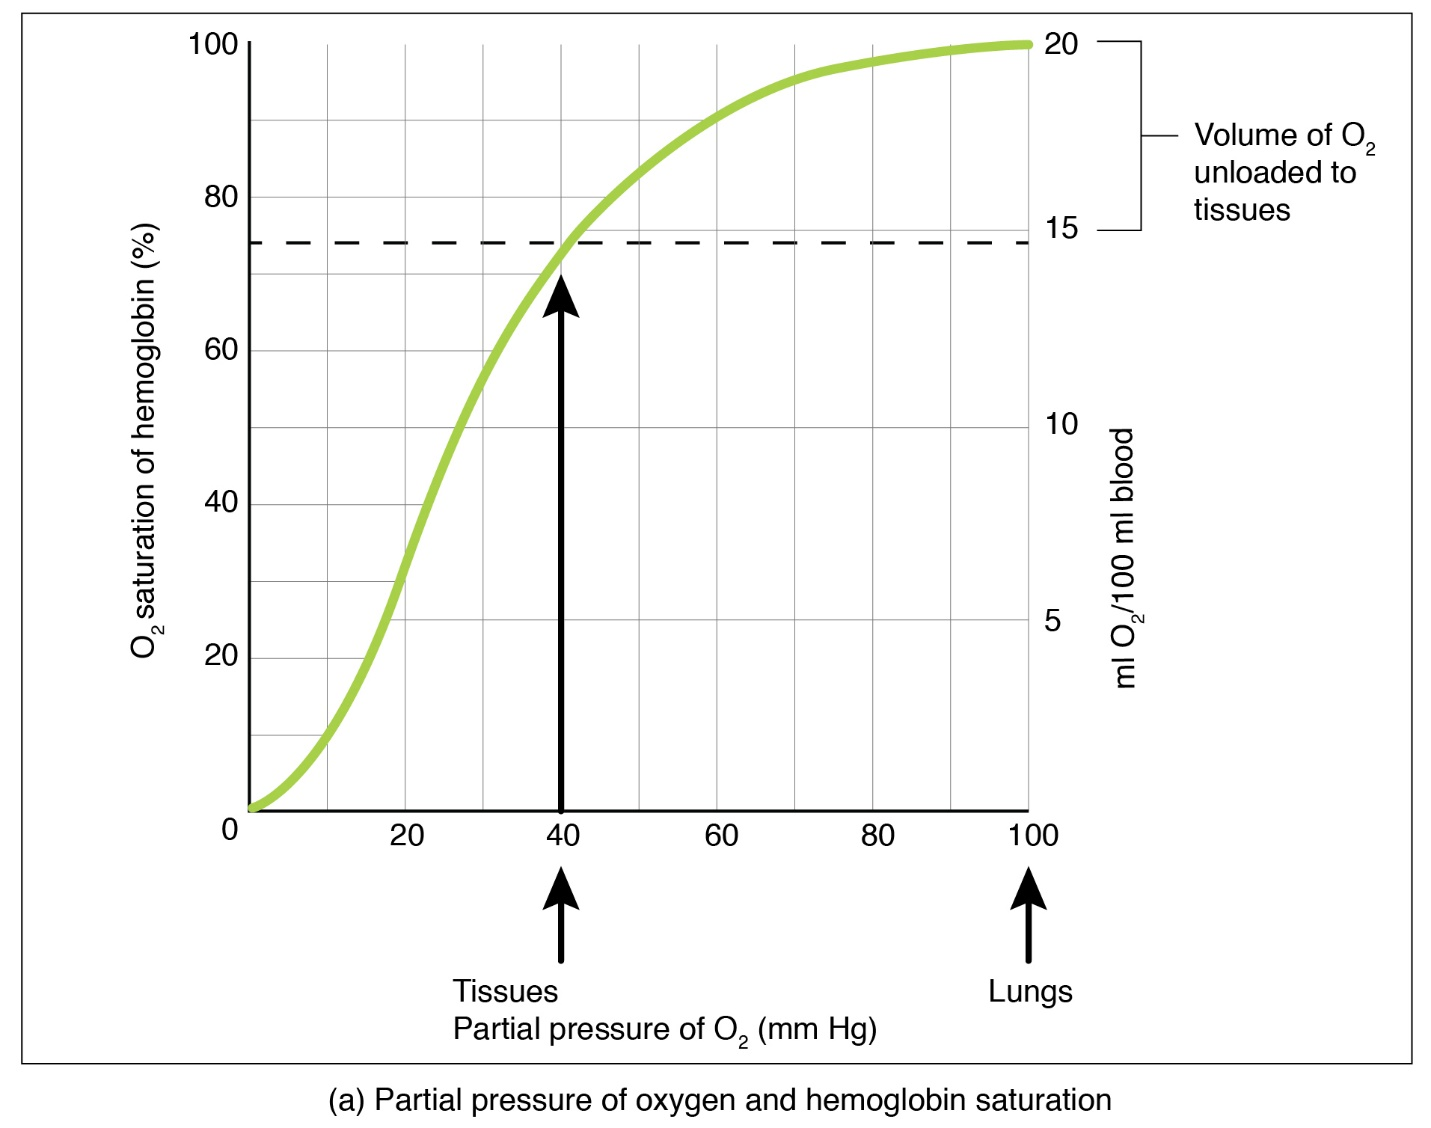 100
80
60
40
20
0
O₂ saturation of hemoglobin (%)
20
15
10
5
ml O₂/100 ml blood
Volume of O₂
unloaded to
tissues
20
40
60
80
100
Tissues
Lungs
Partial pressure of O₂ (mm Hg)
(a) Partial pressure of oxygen and hemoglobin saturation